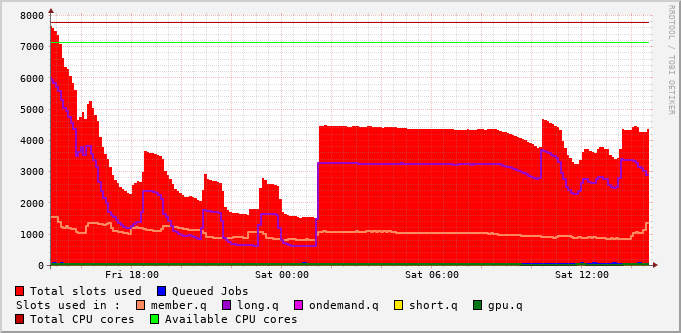 8000
7000
6000
5000
4000
3000
2000
1000
0
Fri 18:00 Sat 00:00 Sat 06:00 Sat 12:00
Total slots used Queued Jobs
Slots used in : member.q long.q ondemand.q short.q gpu.q
Total CPU cores Available CPU cores
RRDTOOL / TOBI OETIKER